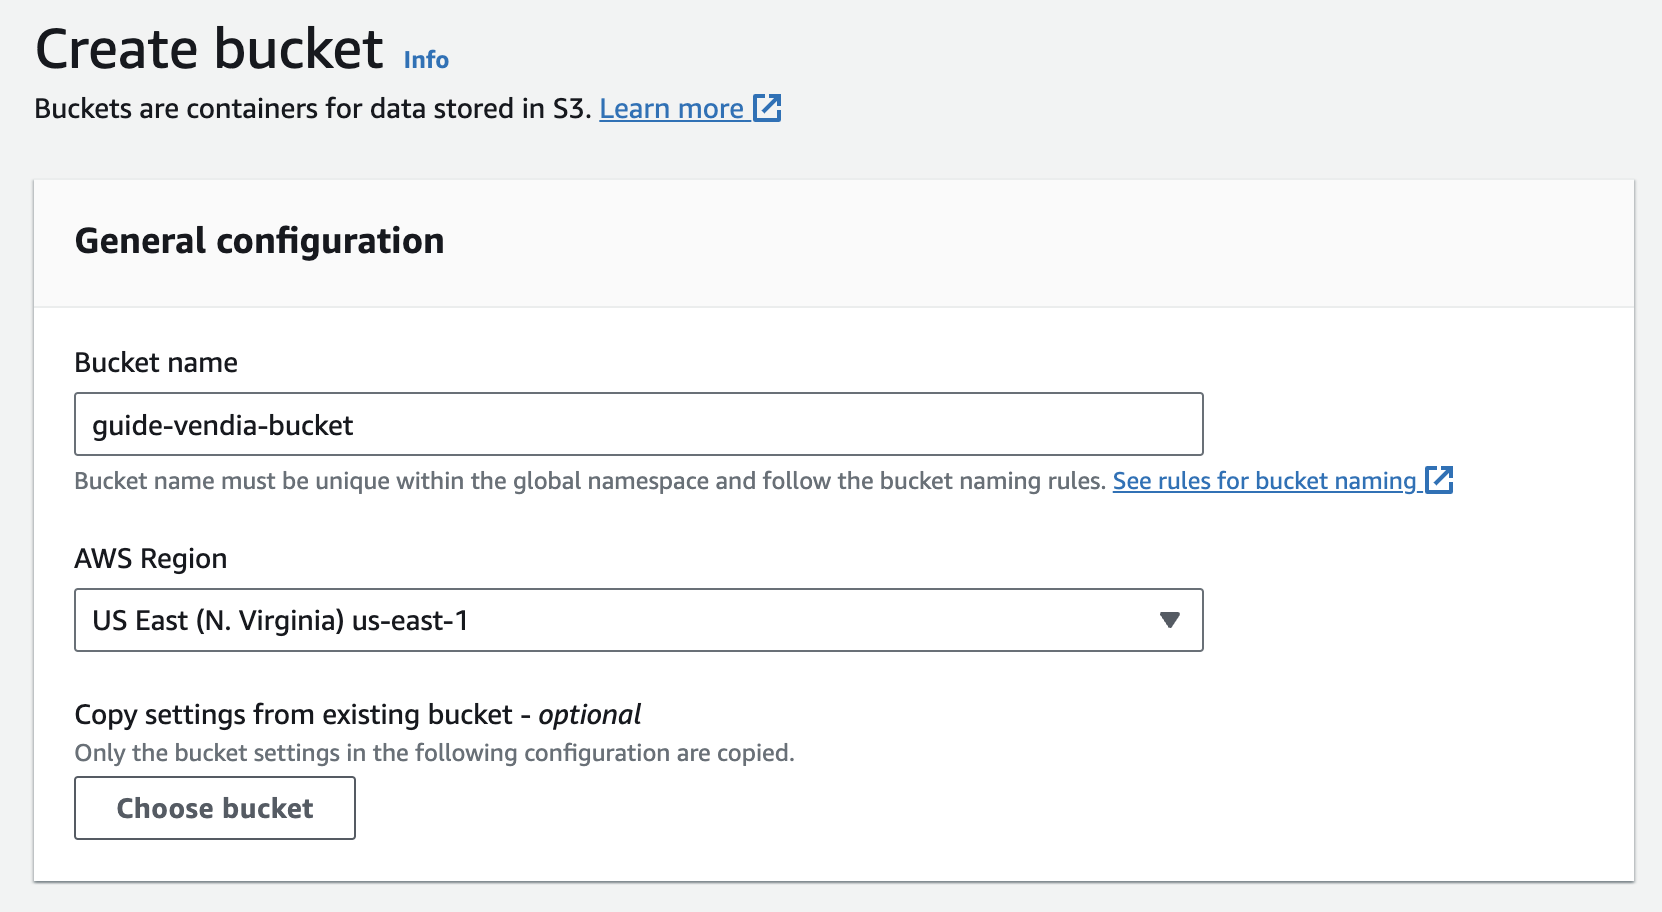 Create bucket Info
Buckets are containers for data stored in S3. Learn more
General configuration
Bucket name
guide-vendia-bucket
Bucket name must be unique within the global namespace and follow the bucket naming rules. See rules for bucket naming
AWS Region
US East (N. Virginia) us-east-1
Copy settings from existing bucket - optional
Only the bucket settings in the following configuration are copied.
Choose bucket